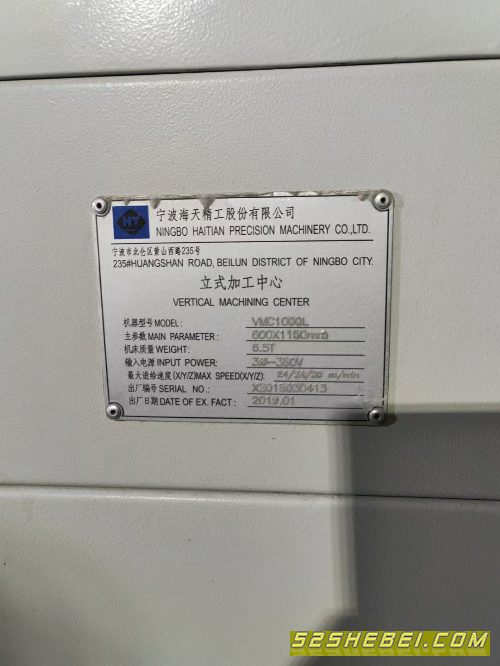 HT
宁波海天精工股份有限公司
NINGBO HAITIAN PRECISION MACHINERY CO.,LTD.
宁波市北仑区黄山西路235号
235#HUANGSHAN ROAD, BEILUN DISTRICT OF NINGBO CITY.
立式加工中心
VERTICAL MACHINING CENTER
机器型号 MODEL: VMC1000L
主参数 MAIN PARAMETER: 600X1180mm
机床质量 WEIGHT: 6.5T
输入电源 INPUT POWER: 3Ø-380V
最大进给速度(X/Y/Z)MAX SPEED(X/Y/Z): 24/24/20 m/min
出厂编号 SERIAL NO.: X2018030413
出厂日期 DATE OF EX. FACT: 2019.01
52SHEBEI.COM